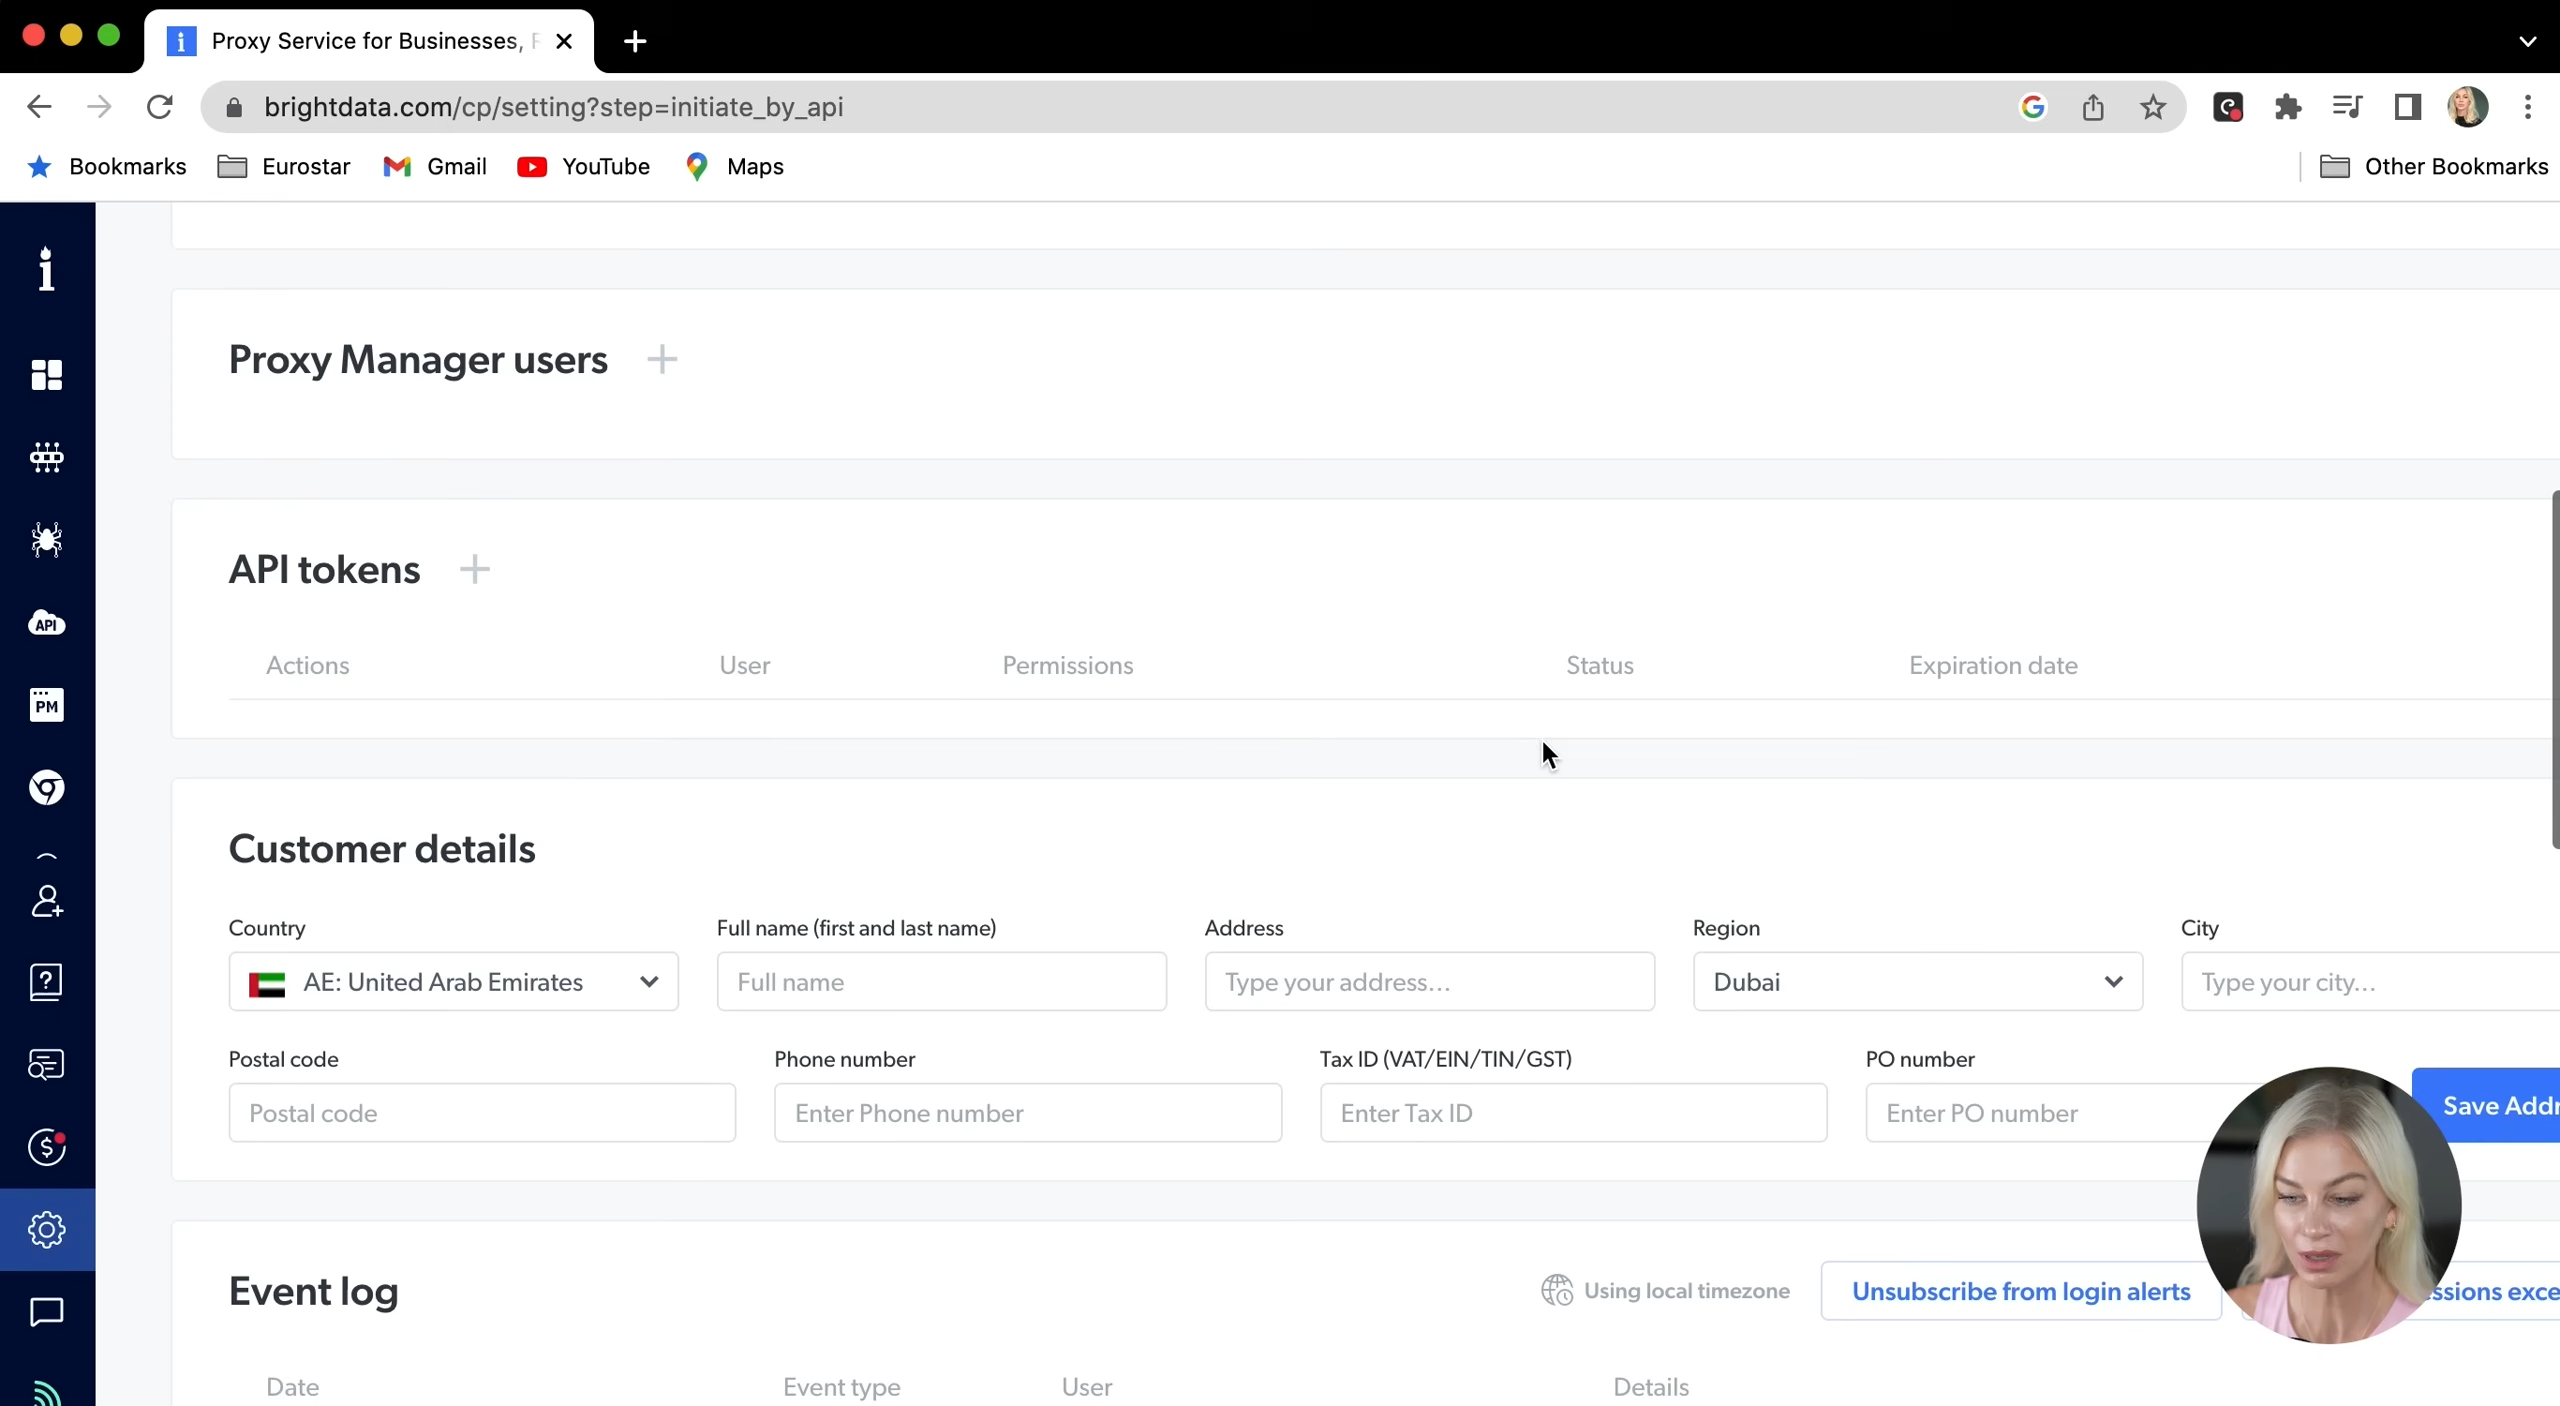 Proxy Service for Businesses,
brightdata.com/cp/setting?step=initiate_by_api
Bookmarks Eurostar Gmail YouTube Maps Other Bookmarks
Proxy Manager users +
API tokens +
Actions User Permissions Status Expiration date
API
PM
Customer details
Country Full name (first and last name) Address Region City
AE: United Arab Emirates Full name Type your address... Dubai Type your city...
Postal code Phone number Tax ID (VAT/EIN/TIN/GST) PO number
Postal code Enter Phone number Enter Tax ID Enter PO number Save
Event log Using local timezone Unsubscribe from login alerts
Date Event type User Details